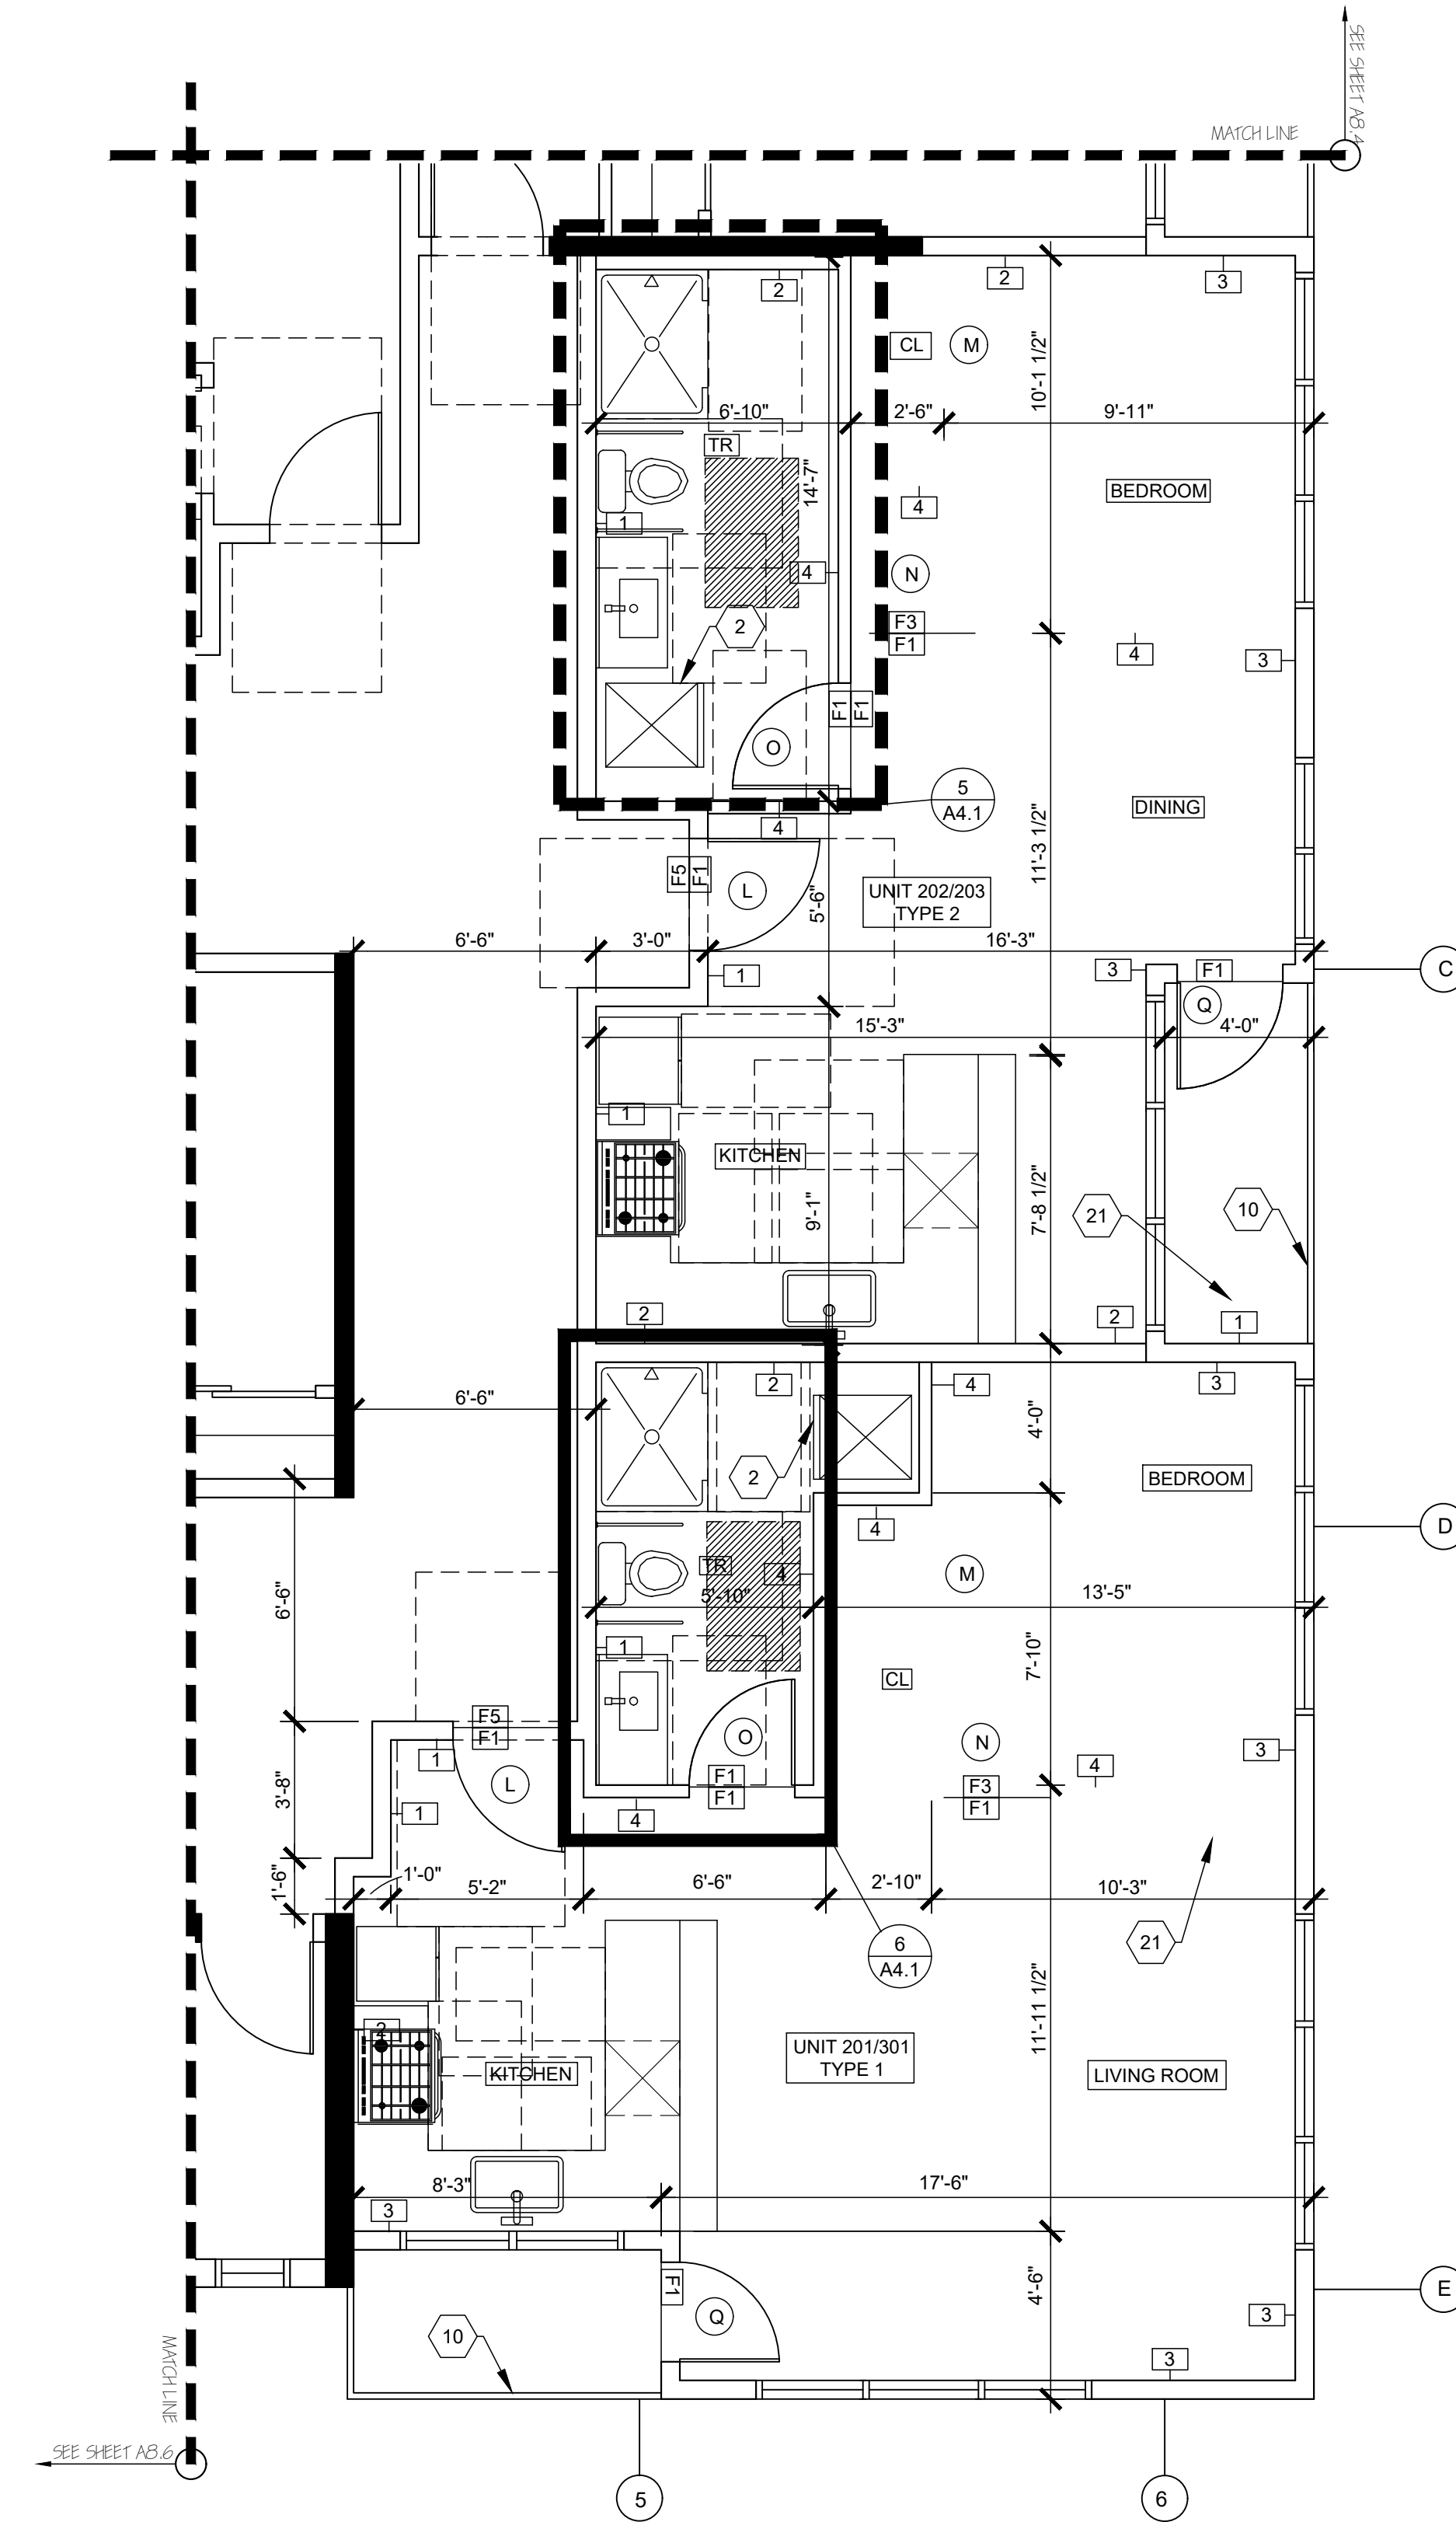 SEE SHEET A8.4
MATCH LINE
2
2
3
CL
M
10'-1 1/2"
6'-10"
2'-6"
9'-11"
TR
14'-7"
BEDROOM
4
1
4
N
F3
F1
2
4
3
F1
F1
O
5
A4.1
DINING
4
11'-3 1/2"
F5
F1
L
5'-6"
UNIT 202/203
TYPE 2
6'-6"
3'-0"
16'-3"
1
3
F1
C
Q
15'-3"
4'-0"
1
KITCHEN
9'-1"
7'-8 1/2"
21
10
2
2
1
2
4
3
6'-6"
4'-0"
2
BEDROOM
4
D
TR
4
M
5'-10"
13'-5"
6'-6"
1
7'-10"
CL
F5
F1
1
O
N
3
L
F1
F1
F3
F1
4
3'-8"
1
4
1'-6"
1'-0"
5'-2"
6'-6"
2'-10"
10'-3"
6
A4.1
21
2
11'-11 1/2"
KITCHEN
UNIT 201/301
TYPE 1
LIVING ROOM
8'-3"
17'-6"
3
F1
4'-6"
E
Q
3
10
3
MATCH LINE
SEE SHEET A8.6
5
6